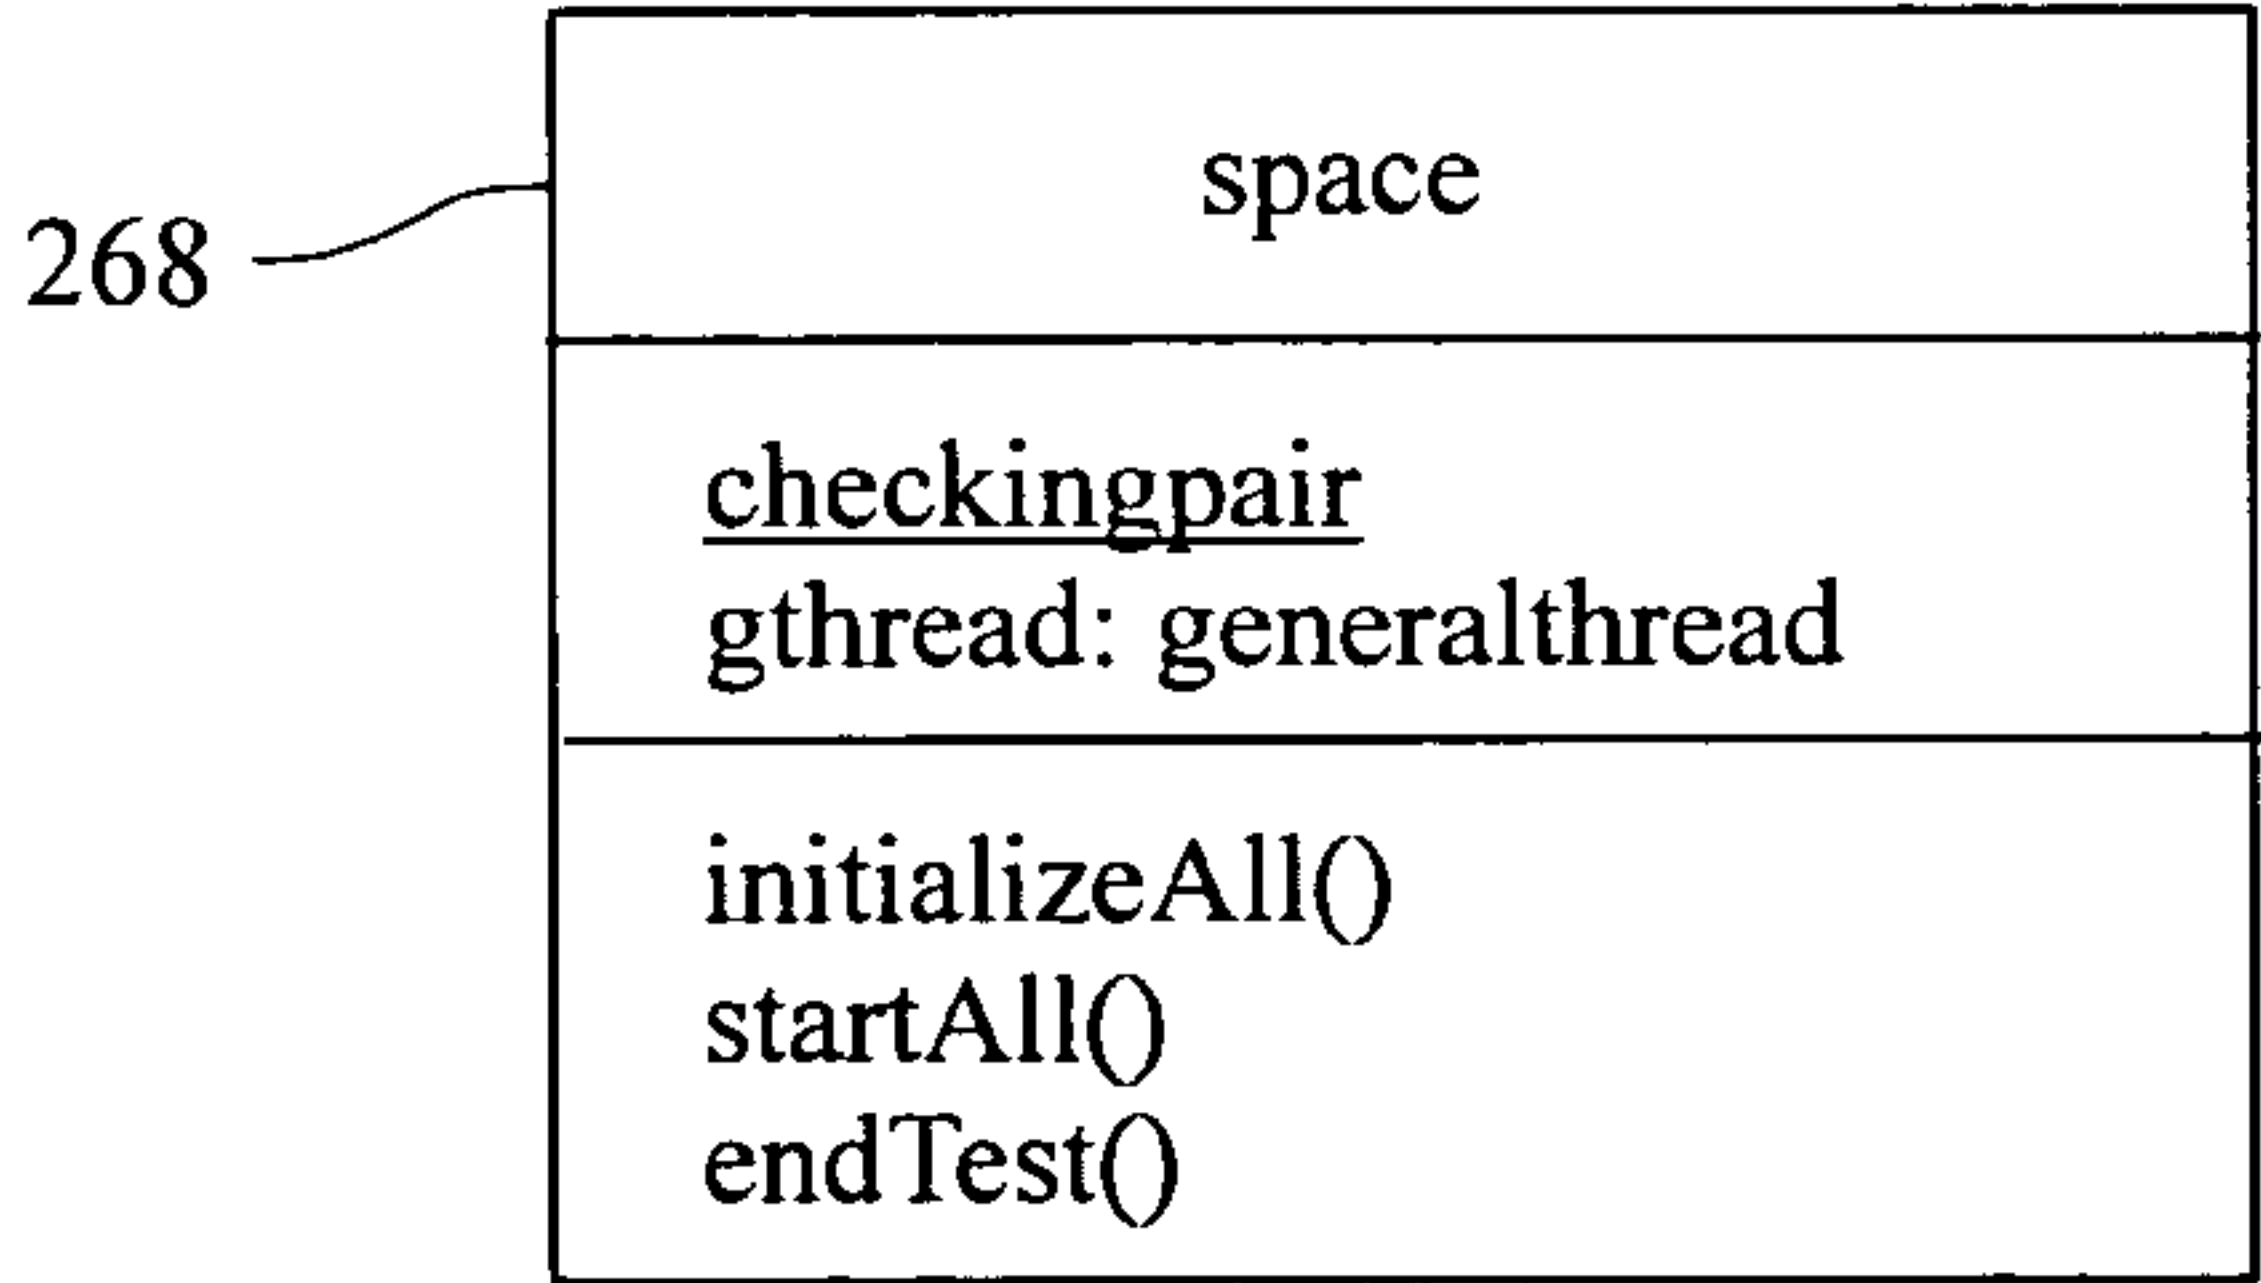 space
268
checkingpair
gthread: generalthread
initializeAll()
startAll()
endTest()